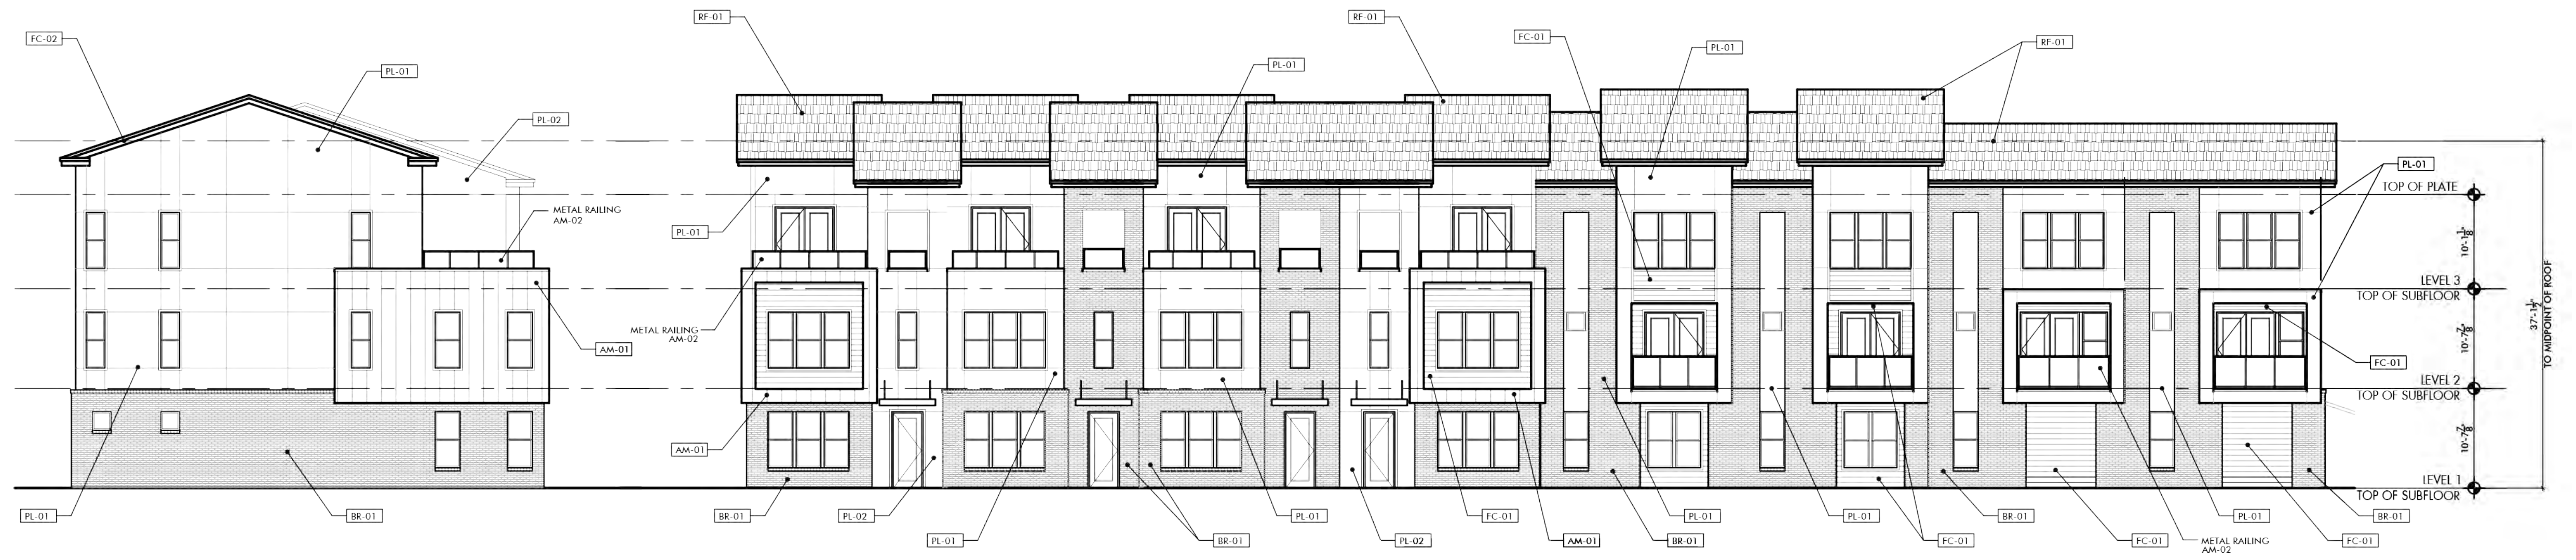 RF-01
RF-01
FC-02
FC-01
PL-01
RF-01
PL-01
PL-01
PL-02
PL-01
TOP OF PLATE
PL-01
METAL RAILING
AM-02
PL-01
10'-1 1/8"
LEVEL 3
TOP OF SUBFLOOR
37'-1 1/2"
TO MIDPOINT OF ROOF
METAL RAILING
AM-02
AM-01
10'-7 7/8"
FC-01
LEVEL 2
TOP OF SUBFLOOR
AM-01
10'-7 7/8"
LEVEL 1
TOP OF SUBFLOOR
PL-01
BR-01
BR-01
PL-02
PL-01
BR-01
PL-01
PL-02
FC-01
AM-01
BR-01
PL-01
PL-01
FC-01
BR-01
FC-01
METAL RAILING
AM-02
PL-01
FC-01
BR-01